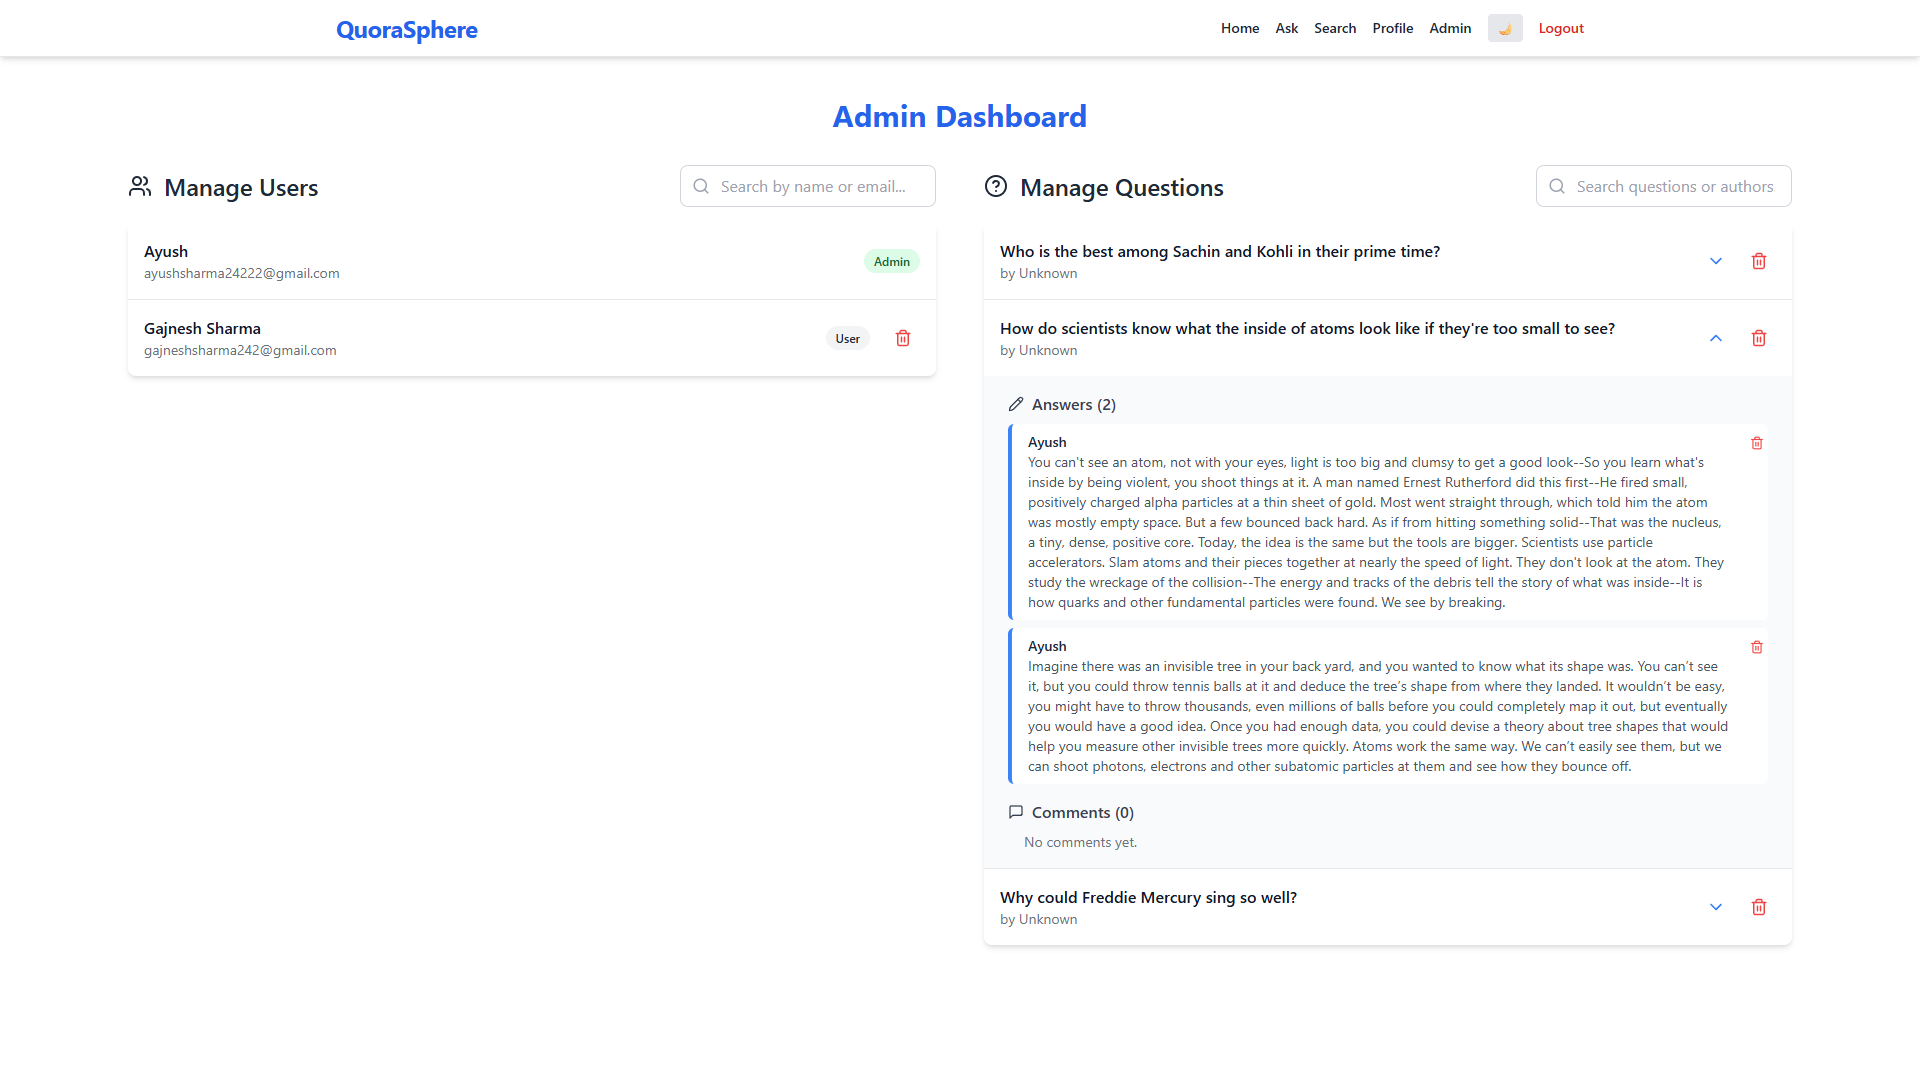 QuoraSphere
Home Ask Search Profile Admin Logout
Admin Dashboard
Manage Users
Search by name or email...
Ayush
ayushsharma24222@gmail.com
Admin
Gajnesh Sharma
gajneshsharma242@gmail.com
User
Manage Questions
Search questions or authors
Who is the best among Sachin and Kohli in their prime time?
by Unknown
How do scientists know what the inside of atoms look like if they're too small to see?
by Unknown
Answers (2)
Ayush
You can't see an atom, not with your eyes, light is too big and clumsy to get a good look--So you learn what's
inside by being violent, you shoot things at it. A man named Ernest Rutherford did this first--He fired small,
positively charged alpha particles at a thin sheet of gold. Most went straight through, which told him the atom
was mostly empty space. But a few bounced back hard. As if from hitting something solid--That was the nucleus,
a tiny, dense, positive core. Today, the idea is the same but the tools are bigger. Scientists use particle
accelerators. Slam atoms and their pieces together at nearly the speed of light. They don't look at the atom. They
study the wreckage of the collision--The energy and tracks of the debris tell the story of what was inside--It is
how quarks and other fundamental particles were found. We see by breaking.
Ayush
Imagine there was an invisible tree in your back yard, and you wanted to know what its shape was. You can’t see
it, but you could throw tennis balls at it and deduce the tree’s shape from where they landed. It wouldn’t be easy,
you might have to throw thousands, even millions of balls before you could completely map it out, but eventually
you would have a good idea. Once you had enough data, you could devise a theory about tree shapes that would
help you measure other invisible trees more quickly. Atoms work the same way. We can’t easily see them, but we
can shoot photons, electrons and other subatomic particles at them and see how they bounce off.
Comments (0)
No comments yet.
Why could Freddie Mercury sing so well?
by Unknown